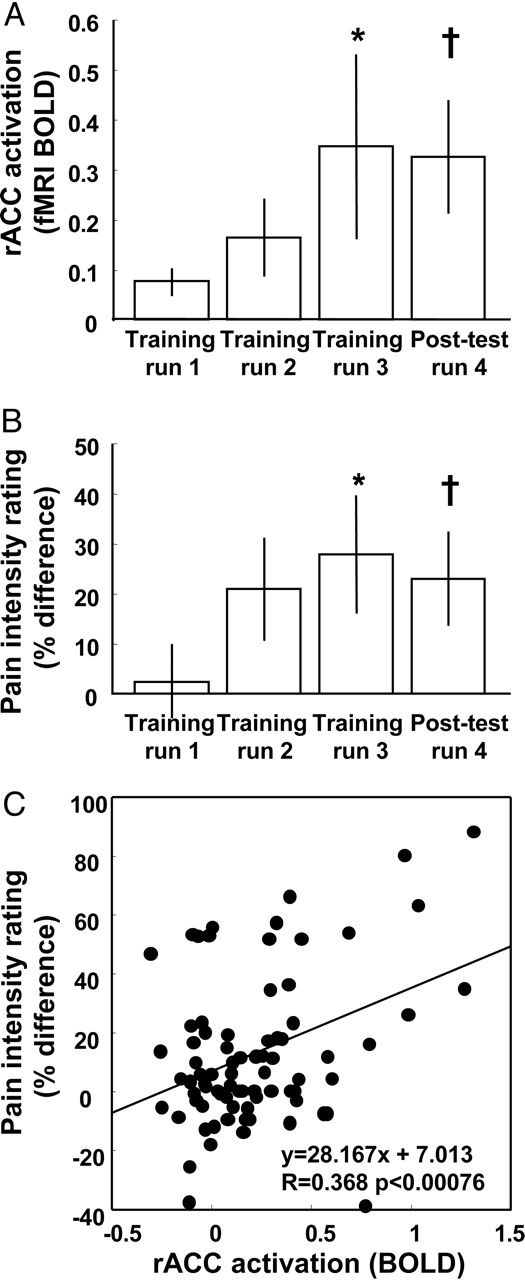 A
rACC activation
(fMRI BOLD)
0.6
0.5
0.4
0.3
0.2
0.1
0
*
†
Training
run 1
Training
run 2
Training
run 3
Post-test
run 4
B
Pain intensity rating
(% difference)
50
40
30
20
10
0
*
†
Training
run 1
Training
run 2
Training
run 3
Post-test
run 4
C
Pain intensity rating
(% difference)
100
80
60
40
20
0
-20
-40
y=28.167x + 7.013
R=0.368 p<0.00076
-0.5
0
0.5
1
1.5
rACC activation (BOLD)